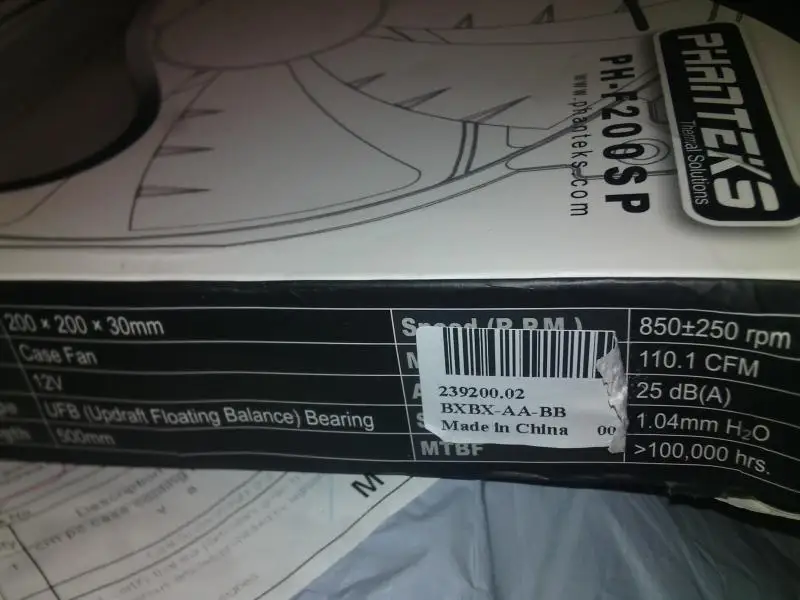 PHANTEKS
Thermal Solutions
PH-F200SP
www.phanteks.com
200 × 200 × 30mm
Case Fan
12V
UFB (Updraft Floating Balance) Bearing
500mm
Speed (R.P.M.)
MTBF
850±250 rpm
110.1 CFM
25 dB(A)
1.04mm H₂O
>100,000 hrs.
239200.02
BXBX-AA-BB
Made in China 00